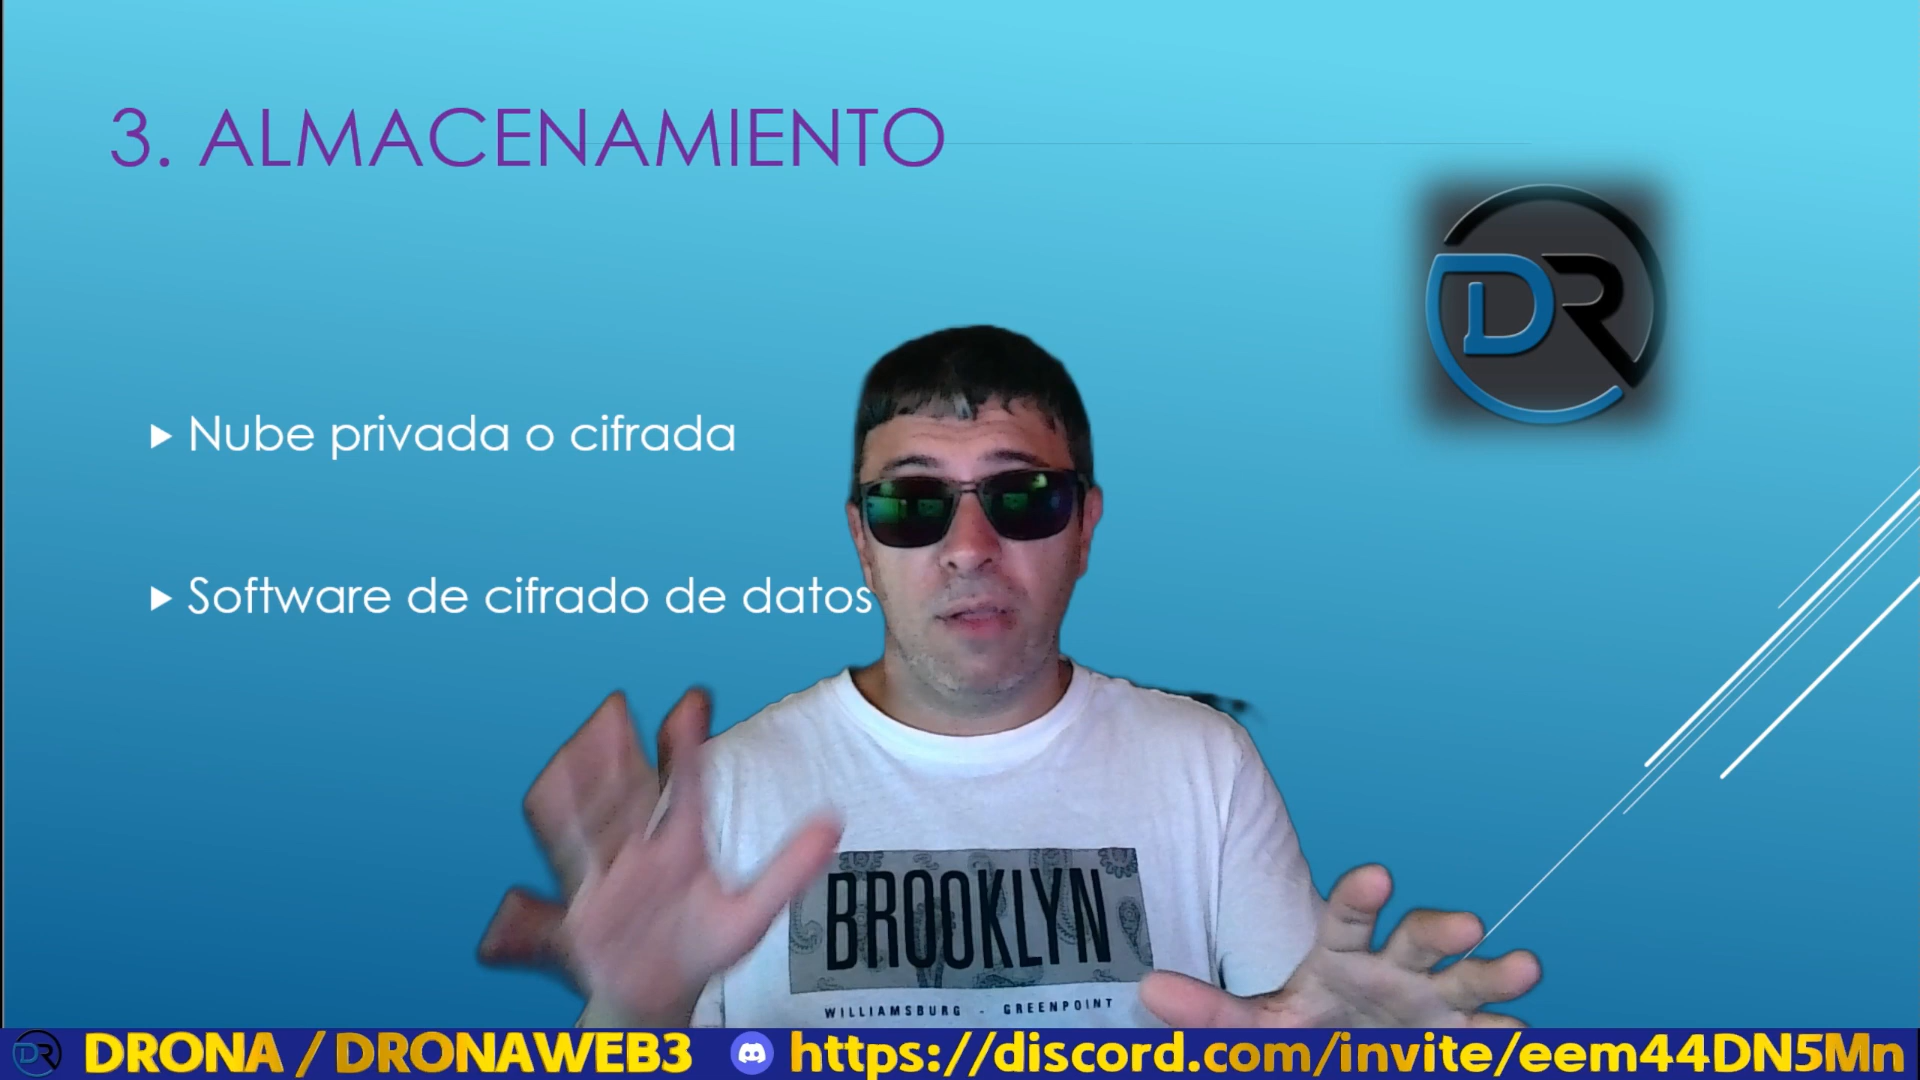 3. ALMACENAMIENTO
DR
Nube privada o cifrada
Software de cifrado de datos
BROOKLYN
WILLIAMSBURG - GREENPOINT
DR DRONA / DRONAWEB3 https://discord.com/invite/eem44DN5Mn